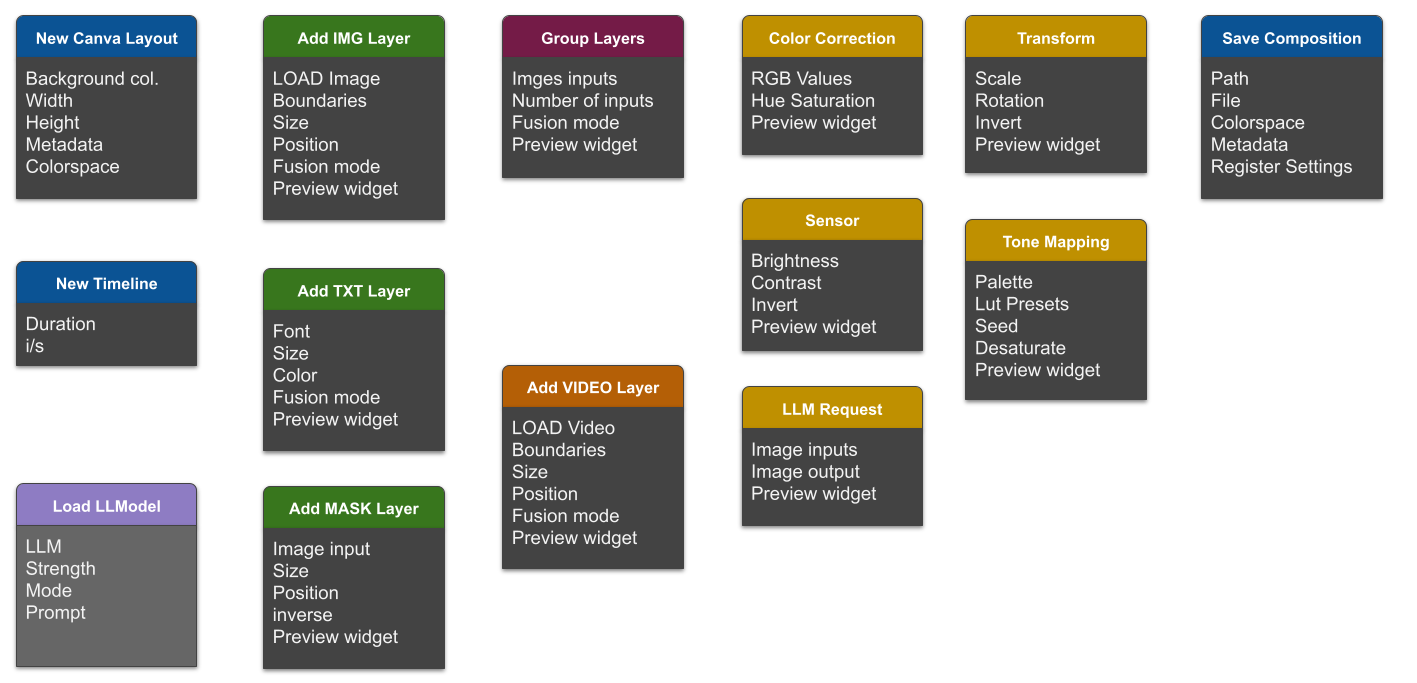 New Canva Layout
Background col.
Width
Height
Metadata
Colorspace
New Timeline
Duration
i/s
Load LLModel
LLM
Strength
Mode
Prompt
Add IMG Layer
LOAD Image
Boundaries
Size
Position
Fusion mode
Preview widget
Add TXT Layer
Font
Size
Color
Fusion mode
Preview widget
Add MASK Layer
Image input
Size
Position
inverse
Preview widget
Group Layers
Imges inputs
Number of inputs
Fusion mode
Preview widget
Add VIDEO Layer
LOAD Video
Boundaries
Size
Position
Fusion mode
Preview widget
Color Correction
RGB Values
Hue Saturation
Preview widget
Sensor
Brightness
Contrast
Invert
Preview widget
LLM Request
Image inputs
Image output
Preview widget
Transform
Scale
Rotation
Invert
Preview widget
Tone Mapping
Palette
Lut Presets
Seed
Desaturate
Preview widget
Save Composition
Path
File
Colorspace
Metadata
Register Settings